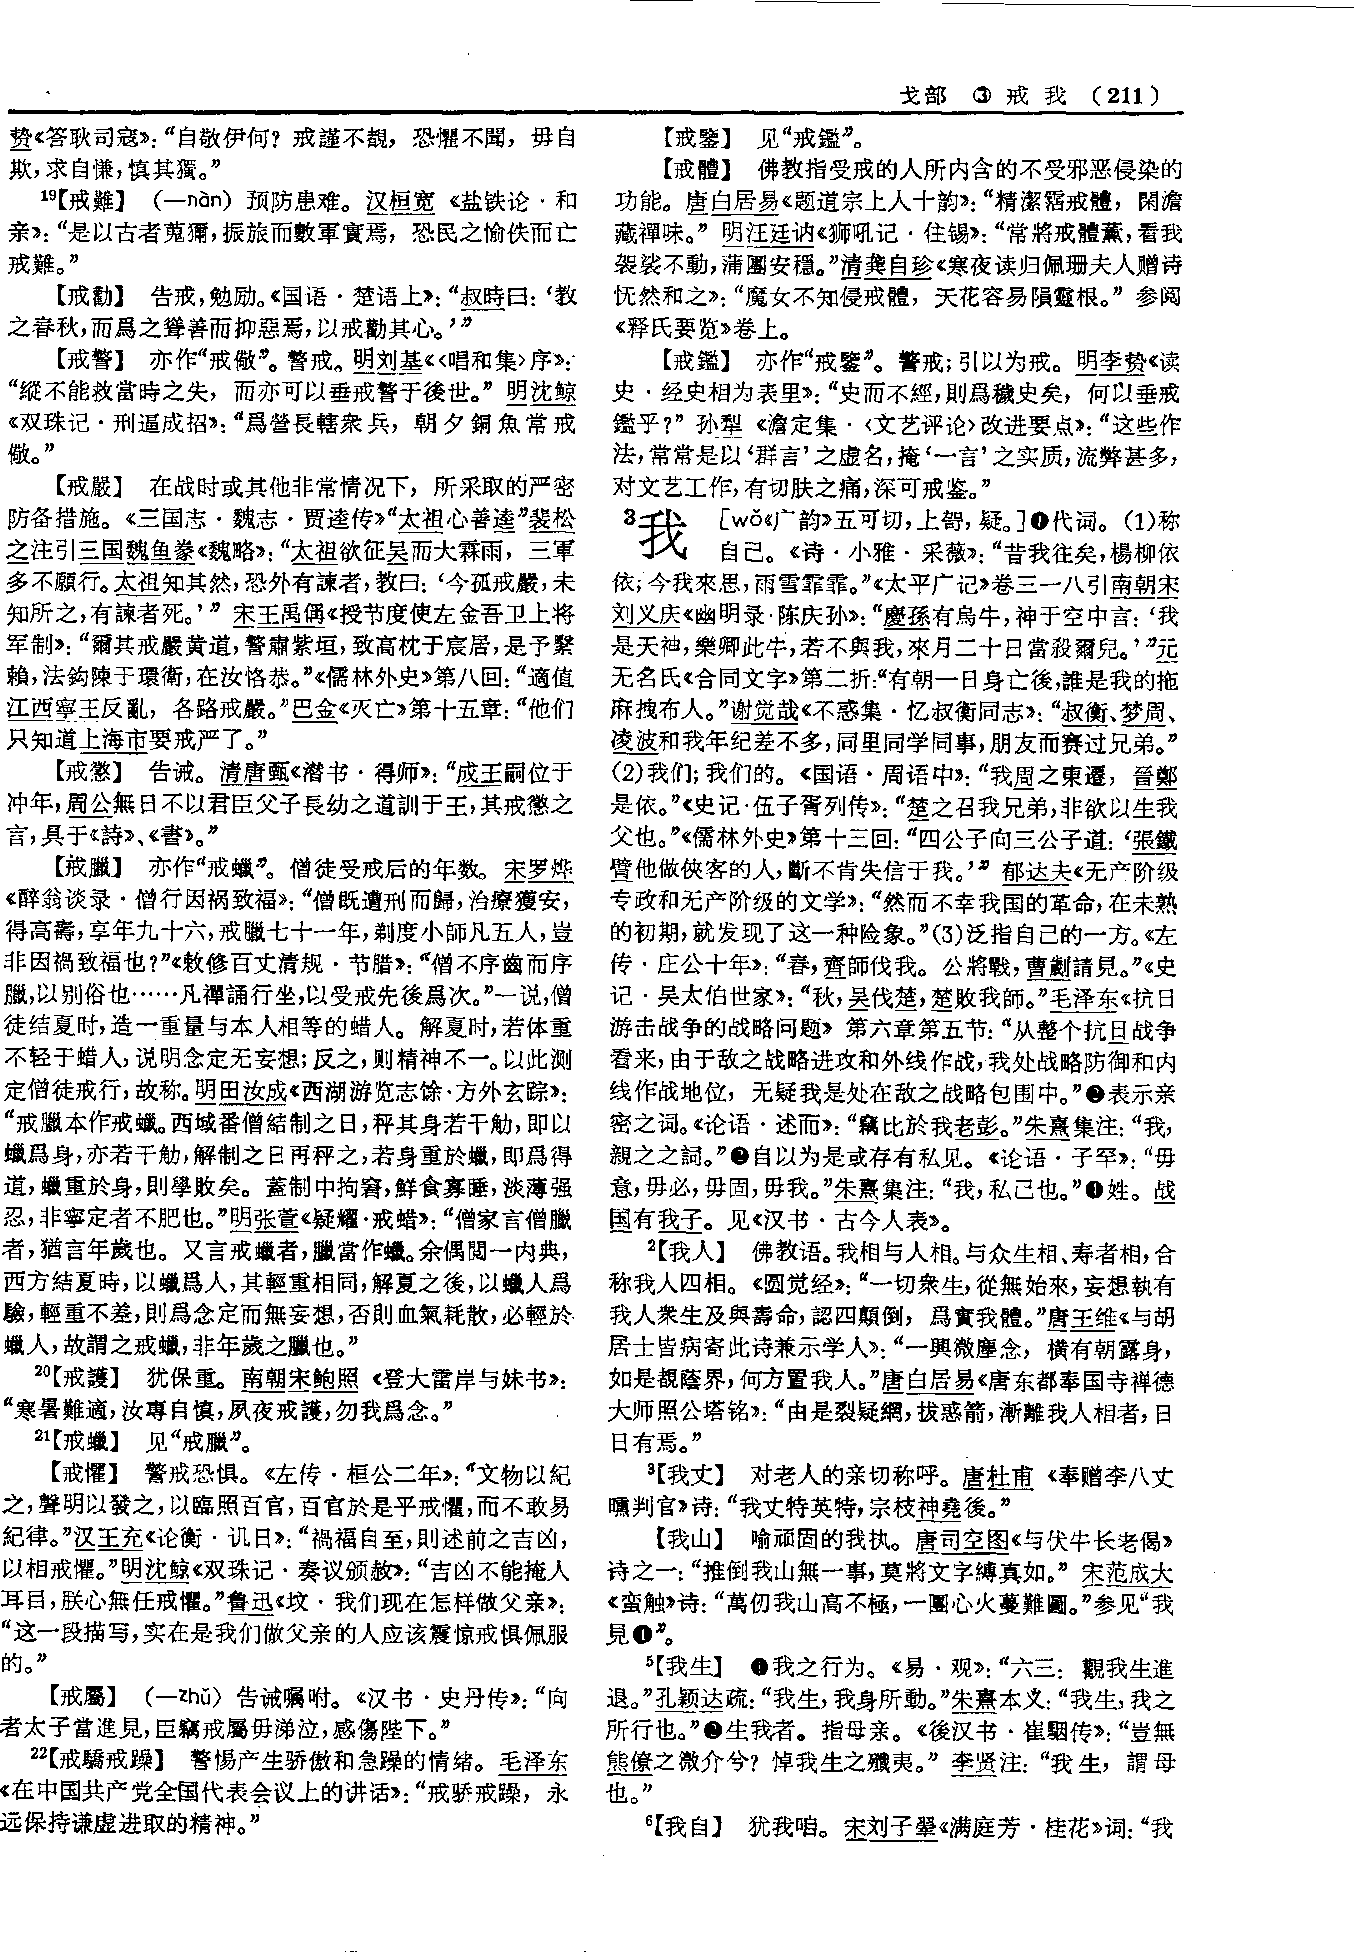 戈部 ③ 戒 我 (211)
贽《答耿司寇》：“自敬伊何？戒謹不覩，恐懼不聞，毋自
欺，求自慊，慎其獨。”
19【戒難】 (—nàn) 预防患难。汉桓宽《盐铁论·和
亲》：“是以古者蒐獮，振旅而數軍實焉，恐民之愉佚而亡
戒難。”
【戒勸】 告戒，勉励。《国语·楚语上》：“叔時曰：‘教
之春秋，而爲之聳善而抑惡焉，以戒勸其心。’”
【戒警】 亦作“戒儆”。警戒。明刘基《〈唱和集〉序》：
“縱不能救當時之失，而亦可以垂戒警于後世。”明沈鲸
《双珠记·刑逼成招》：“爲營長轄衆兵，朝夕銅魚常戒
儆。”
【戒嚴】 在战时或其他非常情况下，所采取的严密
防备措施。《三国志·魏志·贾逵传》“太祖心善逵”裴松
之注引三国魏鱼豢《魏略》：“太祖欲征吴而大霖雨，三軍
多不願行。太祖知其然，恐外有諫者，教曰：‘今孤戒嚴，未
知所之，有諫者死。’”宋王禹偁《授节度使左金吾卫上将
军制》：“爾其戒嚴黄道，警肅紫垣，致高枕于宸居，是予繄
賴，法鈎陳于環衛，在汝恪恭。”《儒林外史》第八回：“適值
江西寧王反亂，各路戒嚴。”巴金《灭亡》第十五章：“他们
只知道上海市要戒严了。”
【戒懲】 告诫。清唐甄《潜书·得师》：“成王嗣位于
冲年，周公無日不以君臣父子長幼之道訓于王，其戒懲之
言，具于《詩》、《書》。”
【戒臘】 亦作“戒蠟”。僧徒受戒后的年数。宋罗烨
《醉翁谈录·僧行因祸致福》：“僧既遭刑而歸，治療獲安，
得高壽，享年九十六，戒臘七十一年，剃度小師凡五人，豈
非因禍致福也？”《敕修百丈清规·节腊》：“僧不序齒而序
臘，以别俗也……凡禪誦行坐，以受戒先後爲次。”一说，僧
徒结夏时，造一重量与本人相等的蜡人。解夏时，若体重
不轻于蜡人，说明念定无妄想；反之，则精神不一。以此测
定僧徒戒行，故称。明田汝成《西湖游览志馀·方外玄踪》：
“戒臘本作戒蠟。西域番僧結制之日，秤其身若干觔，即以
蠟爲身，亦若干觔，解制之日再秤之，若身重於蠟，即爲得
道，蠟重於身，則學敗矣。蓋制中拘窘，鮮食寡睡，淡薄强
忍，非寧定者不肥也。”明张萱《疑耀·戒蜡》：“僧家言僧臘
者，猶言年歲也。又言戒蠟者，臘當作蠟。余偶閲一内典，
西方結夏時，以蠟爲人，其輕重相同，解夏之後，以蠟人爲
驗，輕重不差，則爲念定而無妄想，否則血氣耗散，必輕於
蠟人，故謂之戒蠟，非年歲之臘也。”
20【戒護】 犹保重。南朝宋鲍照《登大雷岸与妹书》：
“寒暑難適，汝專自慎，夙夜戒護，勿我爲念。”
21【戒蠟】 见“戒臘”。
【戒懼】 警戒恐惧。《左传·桓公二年》：“文物以紀
之，聲明以發之，以臨照百官，百官於是乎戒懼，而不敢易
紀律。”汉王充《论衡·讥日》：“禍福自至，則述前之吉凶，
以相戒懼。”明沈鲸《双珠记·奏议颁赦》：“吉凶不能掩人
耳目，朕心無任戒懼。”鲁迅《坟·我们现在怎样做父亲》：
“这一段描写，实在是我们做父亲的人应该震惊戒惧佩服
的。”
【戒屬】 (—zhǔ) 告诫嘱咐。《汉书·史丹传》：“向
者太子當進見，臣竊戒屬毋涕泣，感傷陛下。”
22【戒驕戒躁】 警惕产生骄傲和急躁的情绪。毛泽东
《在中国共产党全国代表会议上的讲话》：“戒骄戒躁，永
远保持谦虚进取的精神。”
【戒鑒】 见“戒鑑”。
【戒體】 佛教指受戒的人所内含的不受邪恶侵染的
功能。唐白居易《题道宗上人十韵》：“精潔霑戒體，閑澹
藏禪味。”明汪廷讷《狮吼记·住锡》：“常將戒體薰，看我
袈裟不動，蒲團安穩。”清龚自珍《寒夜读归佩珊夫人赠诗
怃然和之》：“魔女不知侵戒體，天花容易隕靈根。”参阅
《释氏要览》卷上。
【戒鑑】 亦作“戒鑒”。警戒；引以为戒。明李贽《读
史·经史相为表里》：“史而不經，則爲穢史矣，何以垂戒
鑑乎？”孙犁《澹定集·〈文艺评论〉改进要点》：“这些作
法，常常是以‘群言’之虚名，掩‘一言’之实质，流弊甚多，
对文艺工作，有切肤之痛，深可戒鉴。”
3我 [wǒ《广韵》五可切，上哿，疑。]❶代词。(1)称
自己。《诗·小雅·采薇》：“昔我往矣，楊柳依
依；今我來思，雨雪霏霏。”《太平广记》卷三一八引南朝宋
刘义庆《幽明录·陈庆孙》：“慶孫有烏牛，神于空中言：‘我
是天神，樂卿此牛，若不與我，來月二十日當殺爾兒。’”元
无名氏《合同文字》第二折：“有朝一日身亡後，誰是我的拖
麻拽布人。”谢觉哉《不惑集·忆叔衡同志》：“叔衡、梦周、
凌波和我年纪差不多，同里同学同事，朋友而赛过兄弟。”
(2)我们；我们的。《国语·周语中》：“我周之東遷，晉鄭
是依。”《史记·伍子胥列传》：“楚之召我兄弟，非欲以生我
父也。”《儒林外史》第十三回：“四公子向三公子道：‘張鐵
臂他做俠客的人，斷不肯失信于我。’”郁达夫《无产阶级
专政和无产阶级的文学》：“然而不幸我国的革命，在未熟
的初期，就发现了这一种险象。”(3)泛指自己的一方。《左
传·庄公十年》：“春，齊師伐我。公將戰，曹劌請見。”《史
记·吴太伯世家》：“秋，吴伐楚，楚敗我師。”毛泽东《抗日
游击战争的战略问题》第六章第五节：“从整个抗日战争
看来，由于敌之战略进攻和外线作战，我处战略防御和内
线作战地位，无疑我是处在敌之战略包围中。”❷表示亲
密之词。《论语·述而》：“竊比於我老彭。”朱熹集注：“我，
親之之詞。”❸自以为是或存有私见。《论语·子罕》：“毋
意，毋必，毋固，毋我。”朱熹集注：“我，私己也。”❹姓。战
国有我子。见《汉书·古今人表》。
2【我人】 佛教语。我相与人相。与众生相、寿者相，合
称我人四相。《圆觉经》：“一切衆生，從無始來，妄想執有
我人衆生及與壽命，認四顛倒，爲實我體。”唐王维《与胡
居士皆病寄此诗兼示学人》：“一興微塵念，横有朝露身，
如是覩蔭界，何方置我人。”唐白居易《唐东都奉国寺禅德
大师照公塔铭》：“由是裂疑網，拔惑箭，漸離我人相者，日
日有焉。”
3【我丈】 对老人的亲切称呼。唐杜甫《奉赠李八丈
曛判官》诗：“我丈特英特，宗枝神堯後。”
【我山】 喻顽固的我执。唐司空图《与伏牛长老偈》
诗之一：“推倒我山無一事，莫將文字縛真如。”宋范成大
《蛮触》诗：“萬仞我山高不極，一團心火蔓難圖。”参见“我
見❶”。
5【我生】 ❶我之行为。《易·观》：“六三：觀我生進
退。”孔颖达疏：“我生，我身所動。”朱熹本义：“我生，我之
所行也。”❷生我者。指母亲。《後汉书·崔駰传》：“豈無
熊僚之微介兮？悼我生之殲夷。”李贤注：“我生，謂母
也。”
6【我自】 犹我咱。宋刘子翚《满庭芳·桂花》词：“我